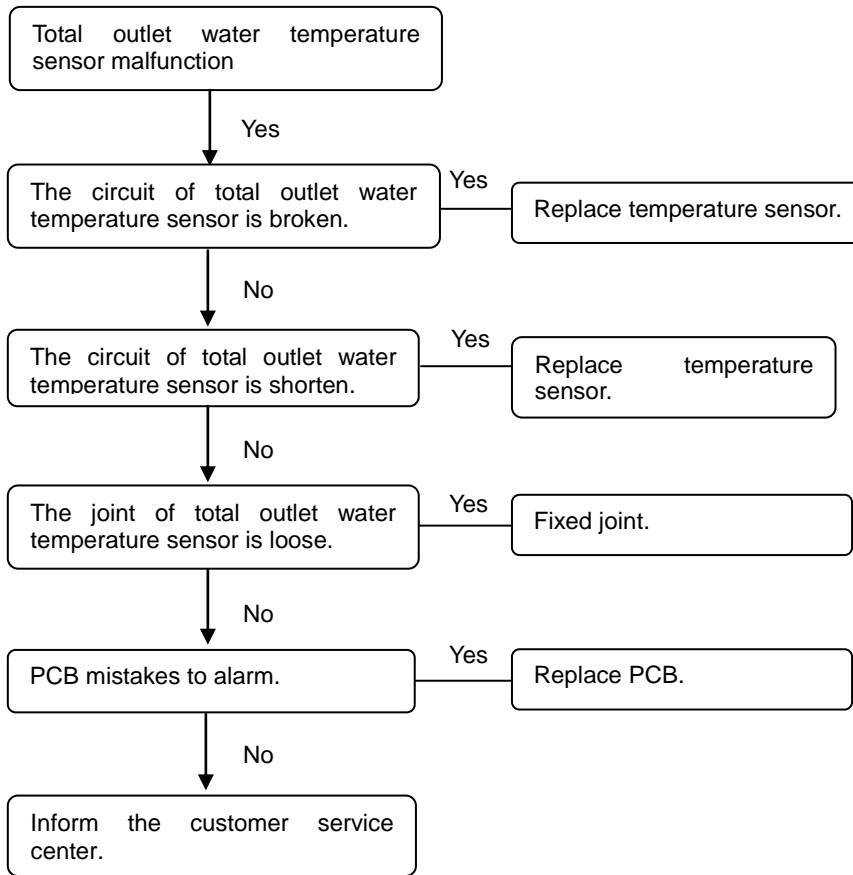 Total outlet water temperature
sensor malfunction
Yes
The circuit of total outlet water
temperature sensor is broken.
Yes
Replace temperature sensor.
No
The circuit of total outlet water
temperature sensor is shorten.
Yes
Replace temperature
sensor.
No
The joint of total outlet water
temperature sensor is loose.
Yes
Fixed joint.
No
PCB mistakes to alarm.
Yes
Replace PCB.
No
Inform the customer service
center.